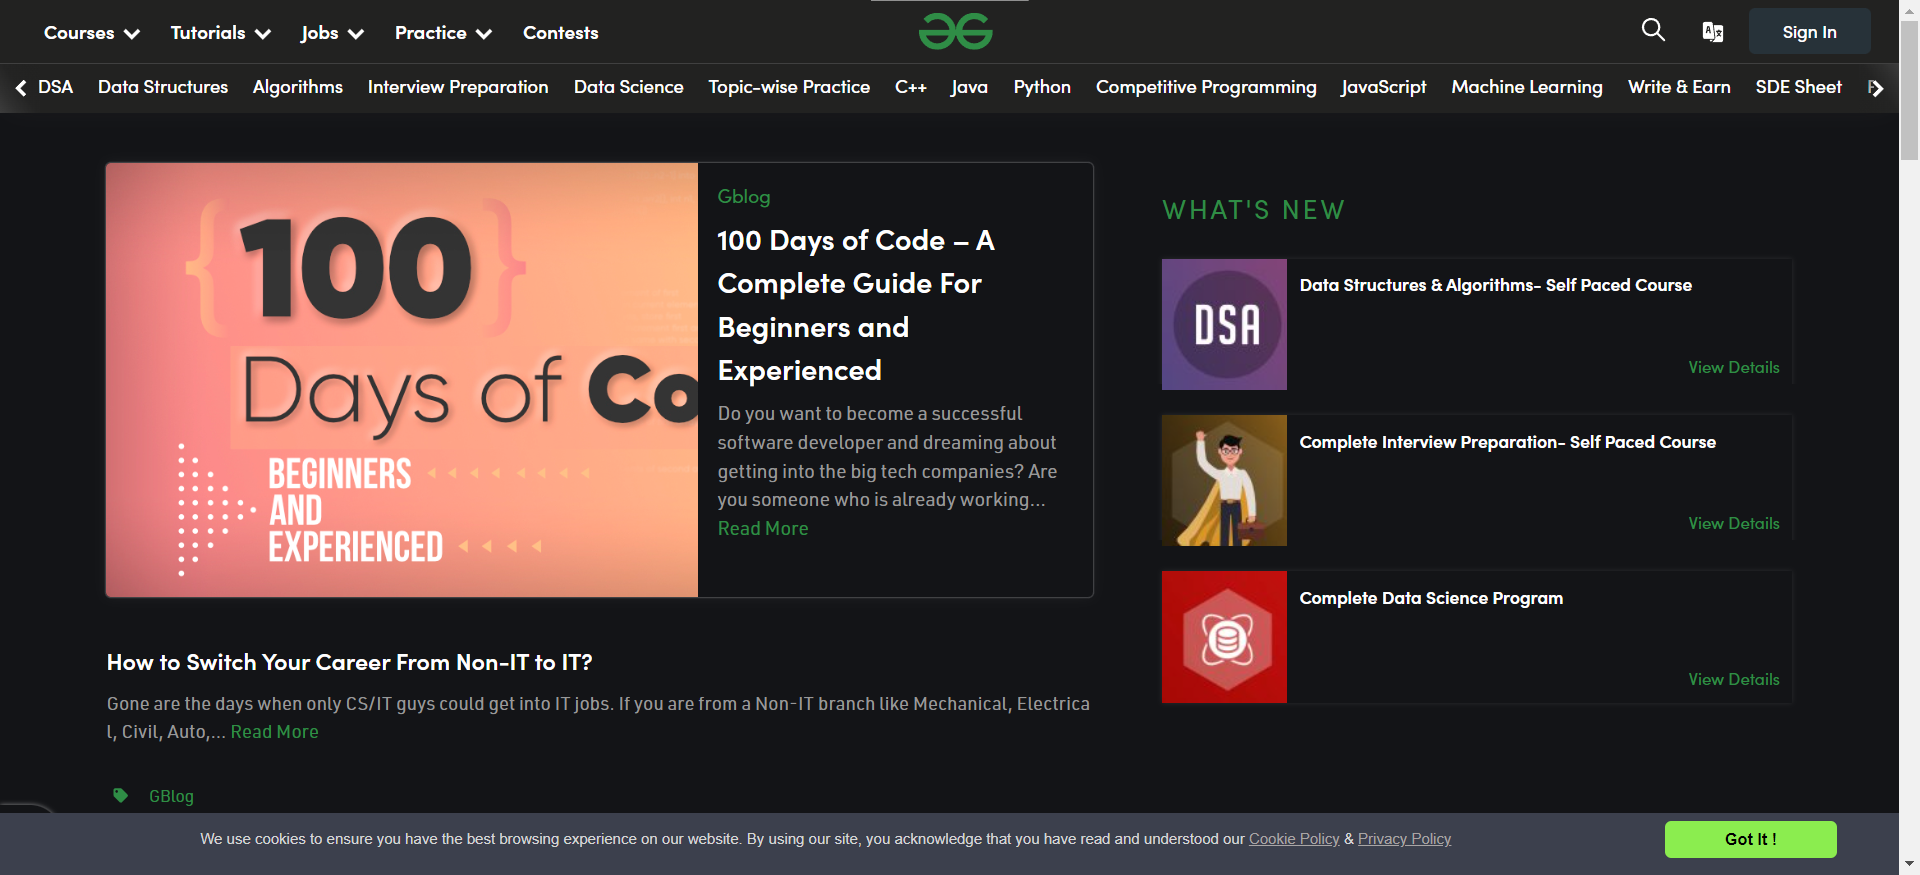 Courses Tutorials Jobs Practice Contests Sign In
DSA Data Structures Algorithms Interview Preparation Data Science Topic-wise Practice C++ Java Python Competitive Programming JavaScript Machine Learning Write & Earn SDE Sheet
{100}
Days of Co
BEGINNERS
AND
EXPERIENCED
Gblog
100 Days of Code – A
Complete Guide For
Beginners and
Experienced
Do you want to become a successful
software developer and dreaming about
getting into the big tech companies? Are
you someone who is already working...
Read More
WHAT'S NEW
DSA
Data Structures & Algorithms- Self Paced Course
View Details
Complete Interview Preparation- Self Paced Course
View Details
Complete Data Science Program
View Details
How to Switch Your Career From Non-IT to IT?
Gone are the days when only CS/IT guys could get into IT jobs. If you are from a Non-IT branch like Mechanical, Electrica
l, Civil, Auto,... Read More
GBlog
We use cookies to ensure you have the best browsing experience on our website. By using our site, you acknowledge that you have read and understood our Cookie Policy & Privacy Policy
Got It !